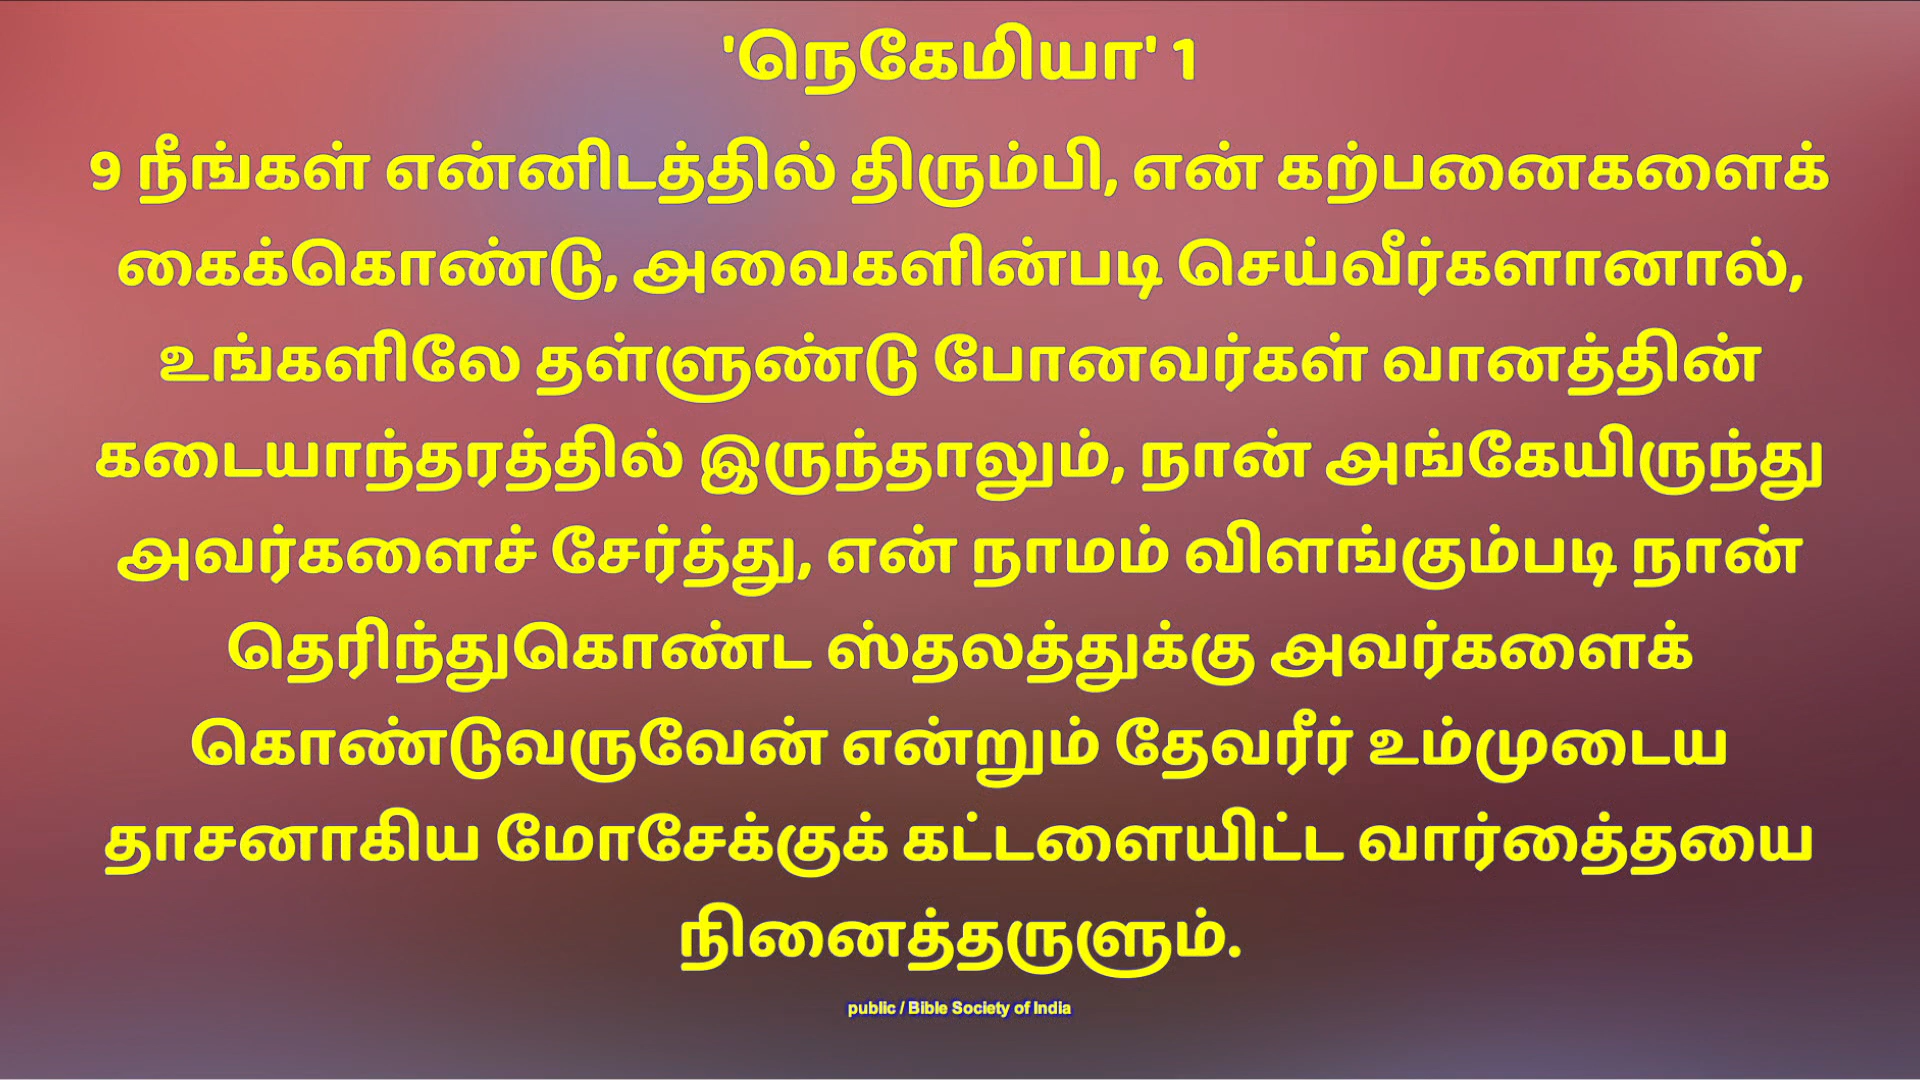 'நெகேமியா' 1
9 நீங்கள் என்னிடத்தில் திரும்பி, என் கற்பனைகளைக்
கைக்கொண்டு, அவைகளின்படி செய்வீர்களானால்,
உங்களிலே தள்ளுண்டு போனவர்கள் வானத்தின்
கடையாந்தரத்தில் இருந்தாலும், நான் அங்கேயிருந்து
அவர்களைச் சேர்த்து, என் நாமம் விளங்கும்படி நான்
தெரிந்துகொண்ட ஸ்தலத்துக்கு அவர்களைக்
கொண்டுவருவேன் என்றும் தேவரீர் உம்முடைய
தாசனாகிய மோசேக்குக் கட்டளையிட்ட வார்த்தையை
நினைத்தருளும்.
public / Bible Society of India